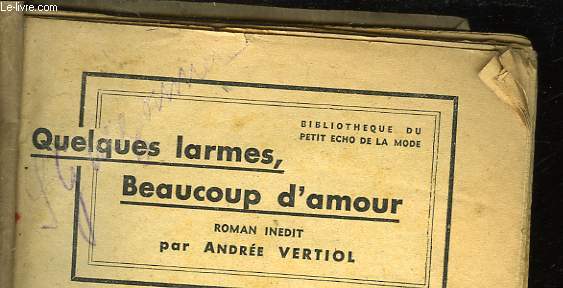 Le-livre.com
BIBLIOTHEQUE DU
PETIT ECHO DE LA MODE
Quelques larmes,
Beaucoup d'amour
ROMAN INEDIT
par ANDRÉE VERTIOL